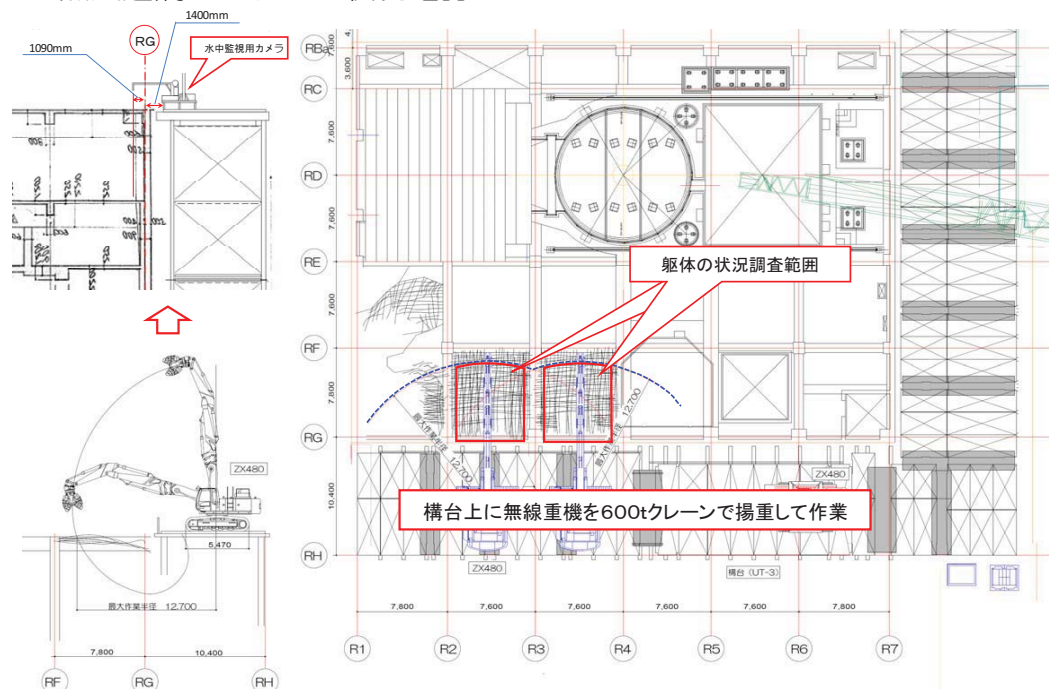 1400mm
1090mm
RG
水中監視用カメラ
RB
7,600
3,600
RC
7,600
RD
7,600
RE
7,600
RF
7,800
RG
10,400
RH
躯体の状況調査範囲
最大作業半径 12,700
最大作業半径 12,700
ZX480
構台上に無線重機を600tクレーンで揚重して作業
ZX480
構台（UT-3）
7,800
7,600
7,600
7,600
7,600
7,800
R1
R2
R3
R4
R5
R6
R7
ZX480
5,470
最大作業半径 12,700
7,800
10,400
RF
RG
RH